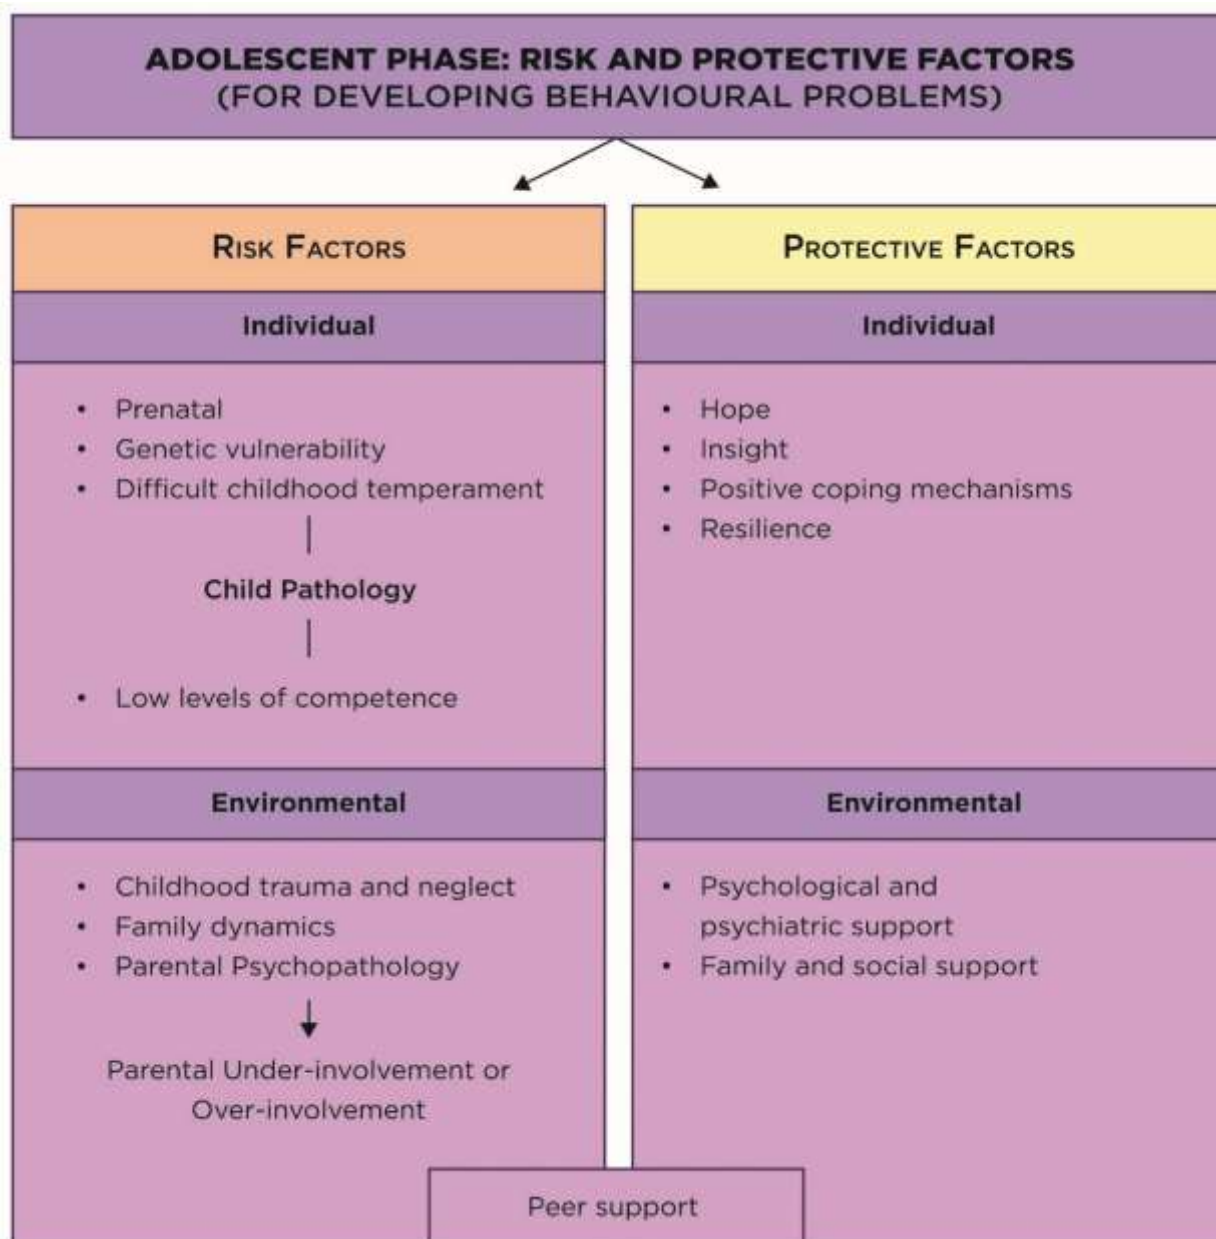 ADOLESCENT PHASE: RISK AND PROTECTIVE FACTORS
(FOR DEVELOPING BEHAVIOURAL PROBLEMS)
RISK FACTORS
Individual
• Prenatal
• Genetic vulnerability
• Difficult childhood temperament
Child Pathology
• Low levels of competence
Environmental
• Childhood trauma and neglect
• Family dynamics
• Parental Psychopathology
Parental Under-involvement or
Over-involvement
PROTECTIVE FACTORS
Individual
• Hope
• Insight
• Positive coping mechanisms
• Resilience
Environmental
• Psychological and
psychiatric support
• Family and social support
Peer support